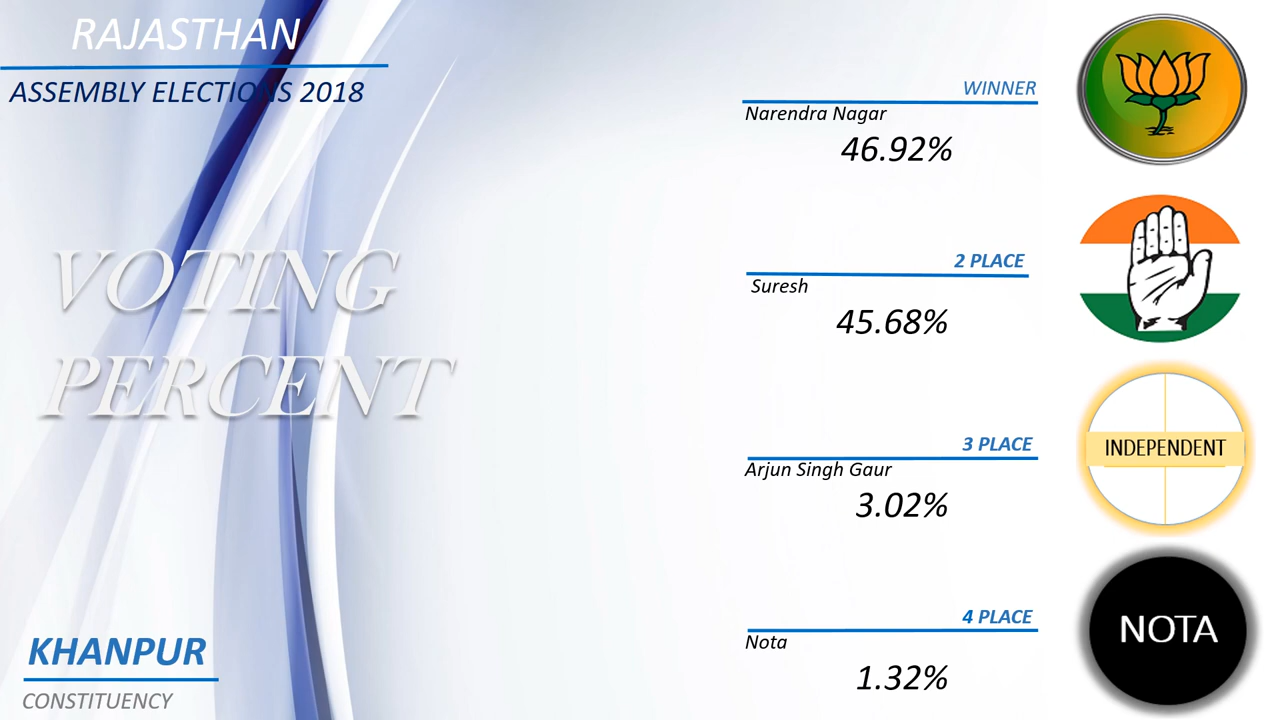 RAJASTHAN
ASSEMBLY ELECTIONS 2018
VOTING
PERCENT
KHANPUR
CONSTITUENCY
WINNER
Narendra Nagar
46.92%
2 PLACE
Suresh
45.68%
3 PLACE
Arjun Singh Gaur
3.02%
INDEPENDENT
4 PLACE
Nota
1.32%
NOTA